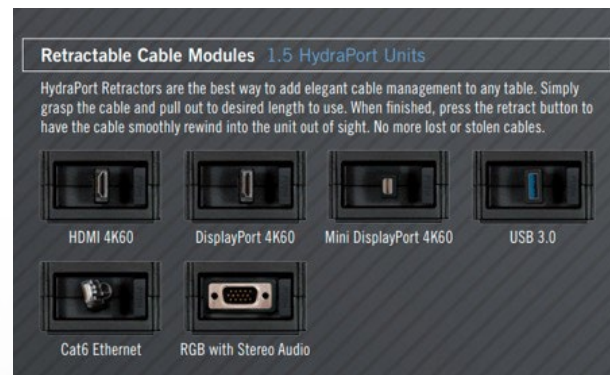 Retractable Cable Modules 1.5 HydraPort Units
HydraPort Retractors are the best way to add elegant cable management to any table. Simply
grasp the cable and pull out to desired length to use. When finished, press the retract button to
have the cable smoothly rewind into the unit out of sight. No more lost or stolen cables.
HDMI 4K60 DisplayPort 4K60 Mini DisplayPort 4K60 USB 3.0
Cat6 Ethernet RGB with Stereo Audio